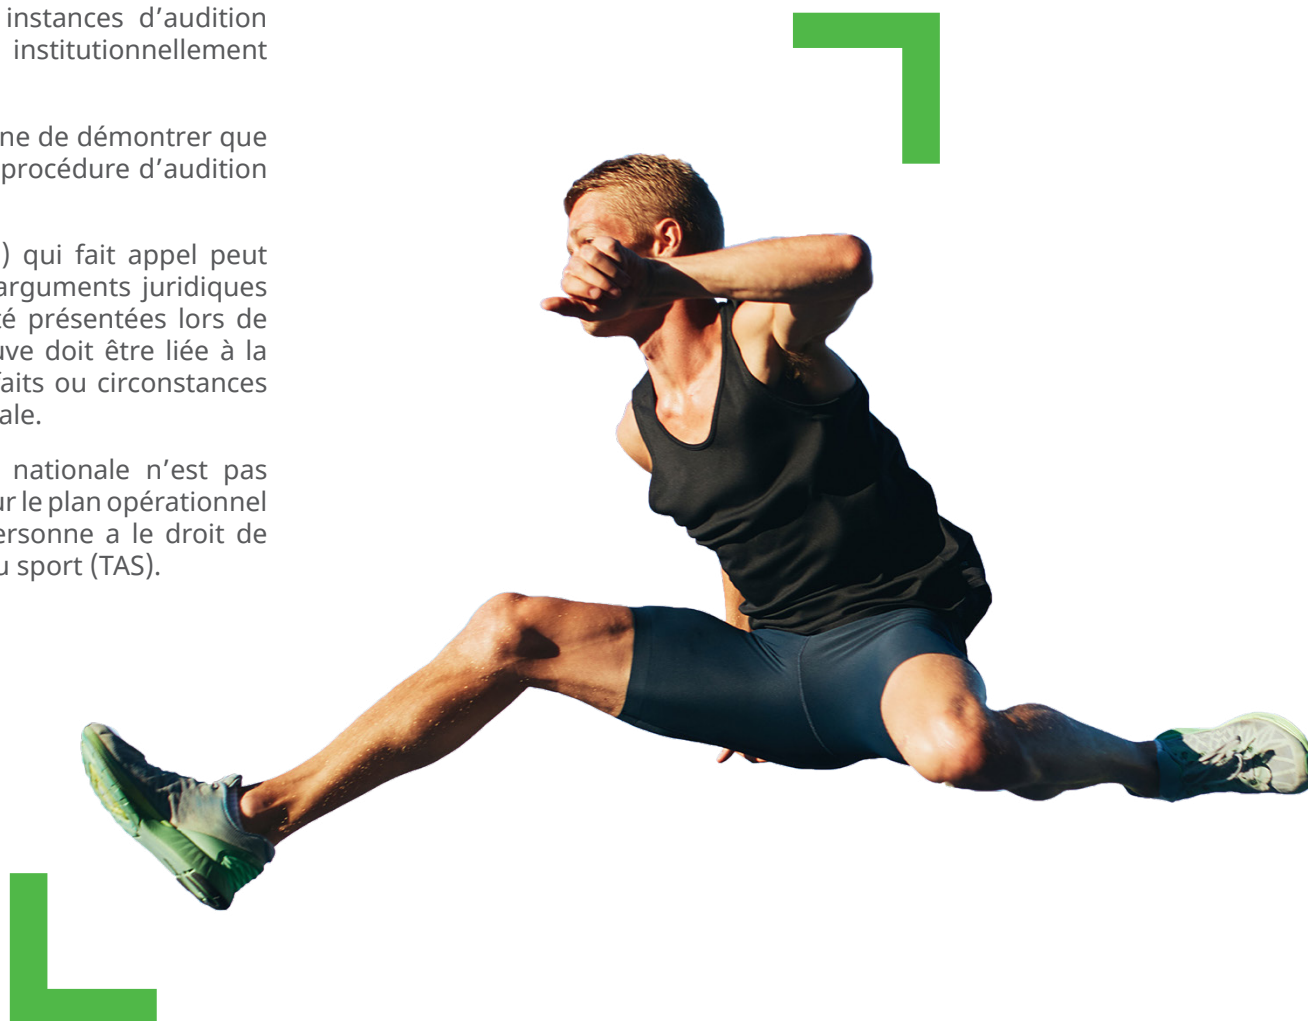 instances d’audition
institutionnellement
ne de démontrer que
procédure d’audition
) qui fait appel peut
arguments juridiques
té présentées lors de
uve doit être liée à la
faits ou circonstances
ale.
nationale n’est pas
ur le plan opérationnel
ersonne a le droit de
u sport (TAS).